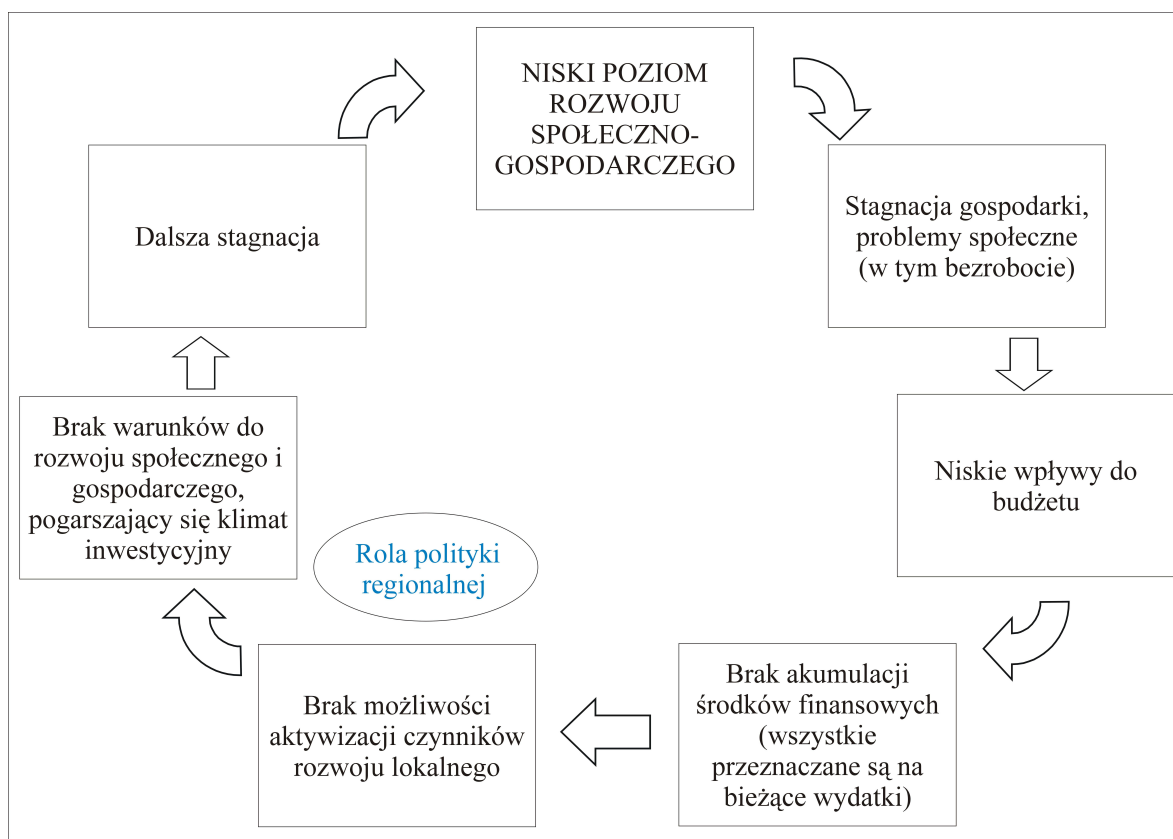 NISKI POZIOM
ROZWOJU
SPOŁECZNO-
GOSPODARCZEGO
Stagnacja gospodarki,
problemy społeczne
(w tym bezrobocie)
Niskie wpływy do
budżetu
Brak akumulacji
środków finansowych
(wszystkie
przeznaczane są na
bieżące wydatki)
Brak możliwości
aktywizacji czynników
rozwoju lokalnego
Brak warunków do
rozwoju społecznego i
gospodarczego,
pogarszający się klimat
inwestycyjny
Dalsza stagnacja
Rola polityki
regionalnej